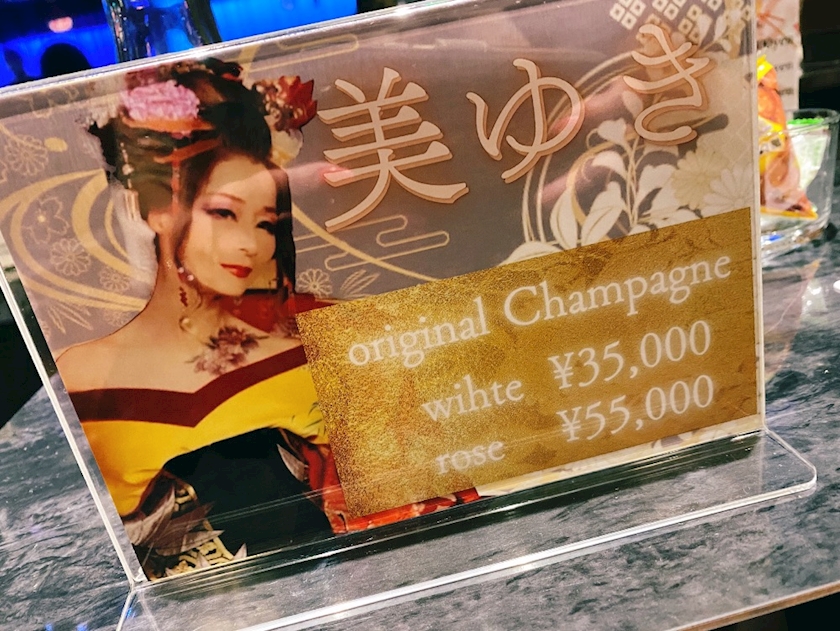 美ゆき
original Champagne
wihte ¥35,000
rose ¥55,000